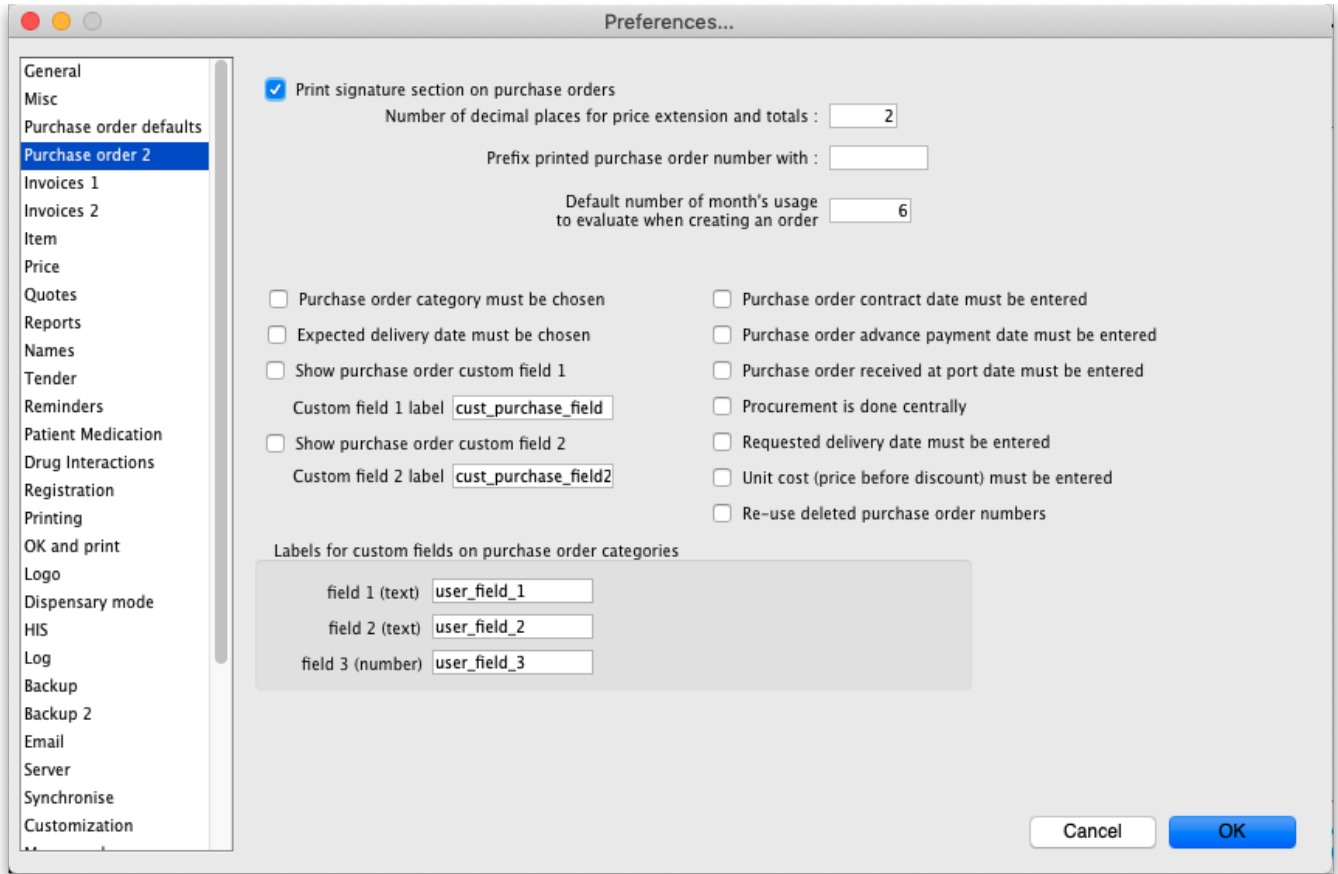 Preferences...
General
Misc
Purchase order defaults
Purchase order 2
Invoices 1
Invoices 2
Item
Price
Quotes
Reports
Names
Tender
Reminders
Patient Medication
Drug Interactions
Registration
Printing
OK and print
Logo
Dispensary mode
HIS
Log
Backup
Backup 2
Email
Server
Synchronise
Customization
Print signature section on purchase orders
Number of decimal places for price extension and totals : 2
Prefix printed purchase order number with :
Default number of month's usage
to evaluate when creating an order 6
Purchase order category must be chosen
Expected delivery date must be chosen
Show purchase order custom field 1
Custom field 1 label cust_purchase_field
Show purchase order custom field 2
Custom field 2 label cust_purchase_field2
Purchase order contract date must be entered
Purchase order advance payment date must be entered
Purchase order received at port date must be entered
Procurement is done centrally
Requested delivery date must be entered
Unit cost (price before discount) must be entered
Re-use deleted purchase order numbers
Labels for custom fields on purchase order categories
field 1 (text) user_field_1
field 2 (text) user_field_2
field 3 (number) user_field_3
Cancel OK